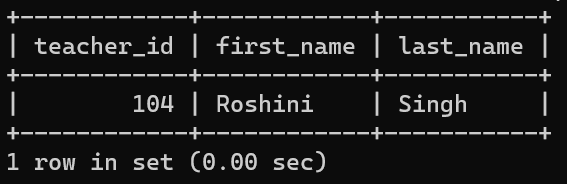 +------------+------------+-----------+
| teacher_id | first_name | last_name |
+------------+------------+-----------+
|        104 | Roshini    | Singh     |
+------------+------------+-----------+
1 row in set (0.00 sec)